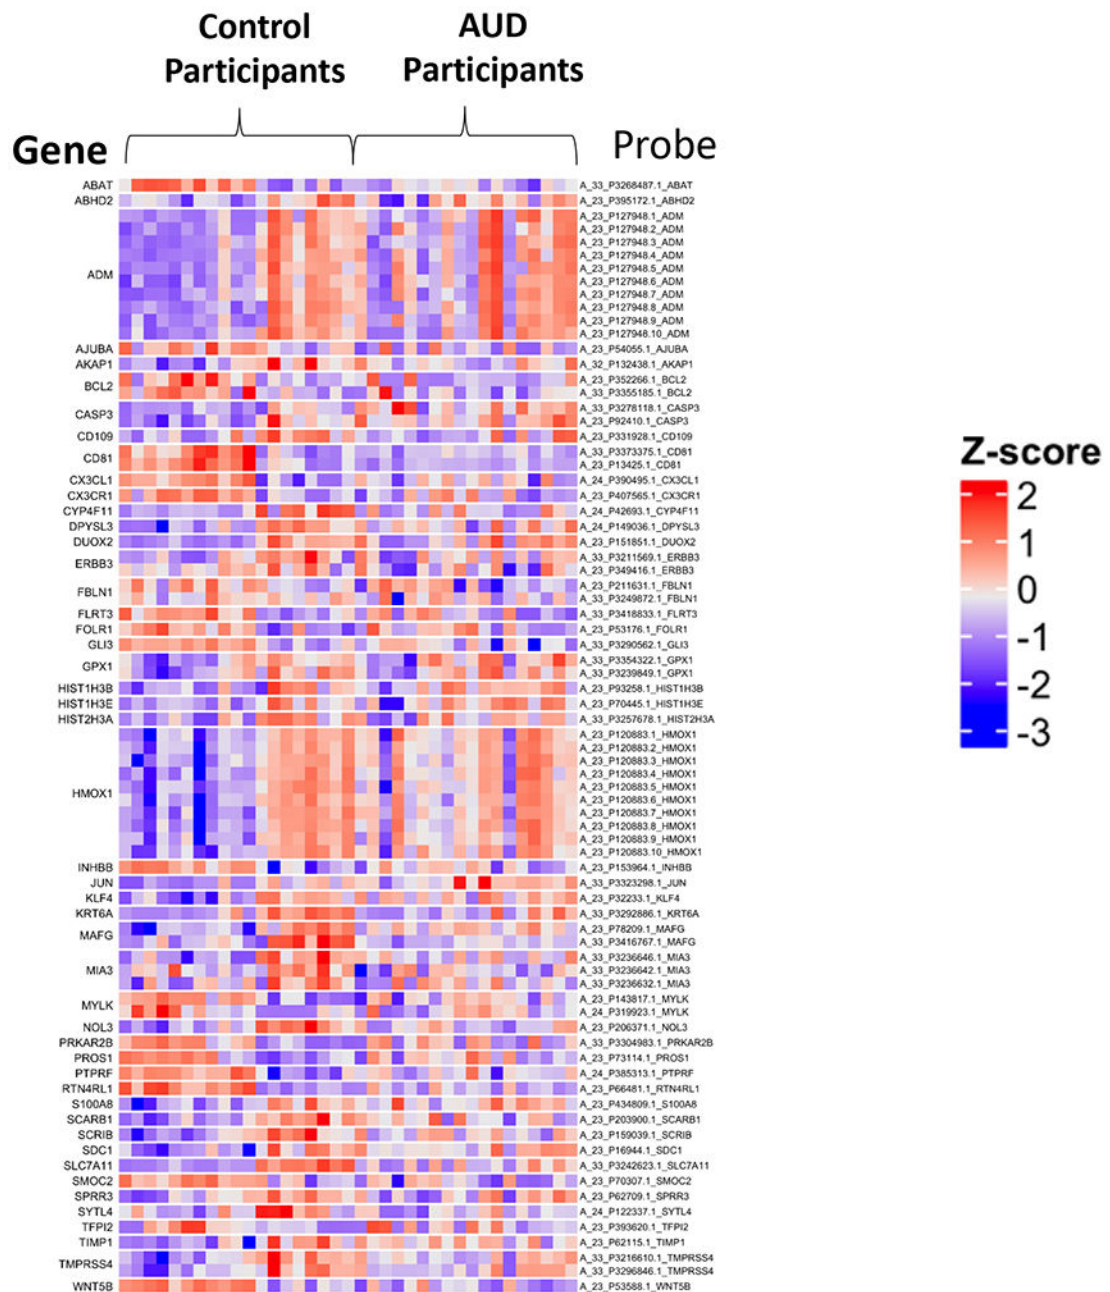 Control
Participants
AUD
Participants
Gene
Probe
ABAT A_33_P3268487.1_ABAT
ABHD2 A_23_P395172.1_ABHD2
A_23_P127948.1_ADM
A_23_P127948.2_ADM
A_23_P127948.3_ADM
A_23_P127948.4_ADM
ADM A_23_P127948.5_ADM
A_23_P127948.6_ADM
A_23_P127948.7_ADM
A_23_P127948.8_ADM
A_23_P127948.9_ADM
A_23_P127948.10_ADM
AJUBA A_23_P54055.1_AJUBA
AKAP1 A_32_P132438.1_AKAP1
BCL2 A_23_P352266.1_BCL2
A_33_P3355185.1_BCL2
CASP3 A_33_P3278118.1_CASP3
A_23_P92410.1_CASP3
CD109 A_23_P331928.1_CD109
CD81 A_33_P3373375.1_CD81
A_23_P13425.1_CD81
CX3CL1 A_24_P390495.1_CX3CL1
CX3CR1 A_23_P407565.1_CX3CR1
CYP4F11 A_24_P42693.1_CYP4F11
DPYSL3 A_24_P149036.1_DPYSL3
DUOX2 A_23_P151851.1_DUOX2
ERBB3 A_33_P3211569.1_ERBB3
A_23_P349416.1_ERBB3
FBLN1 A_23_P211631.1_FBLN1
A_33_P3249872.1_FBLN1
FLRT3 A_33_P3418833.1_FLRT3
FOLR1 A_23_P53176.1_FOLR1
GLI3 A_33_P3290562.1_GLI3
GPX1 A_33_P3354322.1_GPX1
A_33_P3239849.1_GPX1
HIST1H3B A_23_P93258.1_HIST1H3B
HIST1H3E A_23_P70445.1_HIST1H3E
HIST2H3A A_33_P3257678.1_HIST2H3A
A_23_P120883.1_HMOX1
A_23_P120883.2_HMOX1
A_23_P120883.3_HMOX1
A_23_P120883.4_HMOX1
HMOX1 A_23_P120883.5_HMOX1
A_23_P120883.6_HMOX1
A_23_P120883.7_HMOX1
A_23_P120883.8_HMOX1
A_23_P120883.9_HMOX1
A_23_P120883.10_HMOX1
INHBB A_23_P153964.1_INHBB
JUN A_33_P3323298.1_JUN
KLF4 A_23_P32233.1_KLF4
KRT6A A_33_P3292886.1_KRT6A
MAFG A_23_P78209.1_MAFG
A_33_P3416767.1_MAFG
A_33_P3236646.1_MIA3
MIA3 A_33_P3236642.1_MIA3
A_33_P3236632.1_MIA3
MYLK A_23_P143817.1_MYLK
A_24_P319923.1_MYLK
NOL3 A_23_P206371.1_NOL3
PRKAR2B A_33_P3304983.1_PRKAR2B
PROS1 A_23_P73114.1_PROS1
PTPRF A_24_P385313.1_PTPRF
RTN4RL1 A_23_P66481.1_RTN4RL1
S100A8 A_23_P434809.1_S100A8
SCARB1 A_23_P203900.1_SCARB1
SCRIB A_23_P159039.1_SCRIB
SDC1 A_23_P16944.1_SDC1
SLC7A11 A_33_P3242623.1_SLC7A11
SMOC2 A_23_P70307.1_SMOC2
SPRR3 A_23_P62709.1_SPRR3
SYTL4 A_24_P122337.1_SYTL4
TFPI2 A_23_P393620.1_TFPI2
TIMP1 A_23_P62115.1_TIMP1
TMPRSS4 A_33_P3216610.1_TMPRSS4
A_33_P3296846.1_TMPRSS4
WNT5B A_23_P53588.1_WNT5B
Z-score
2
1
0
-1
-2
-3